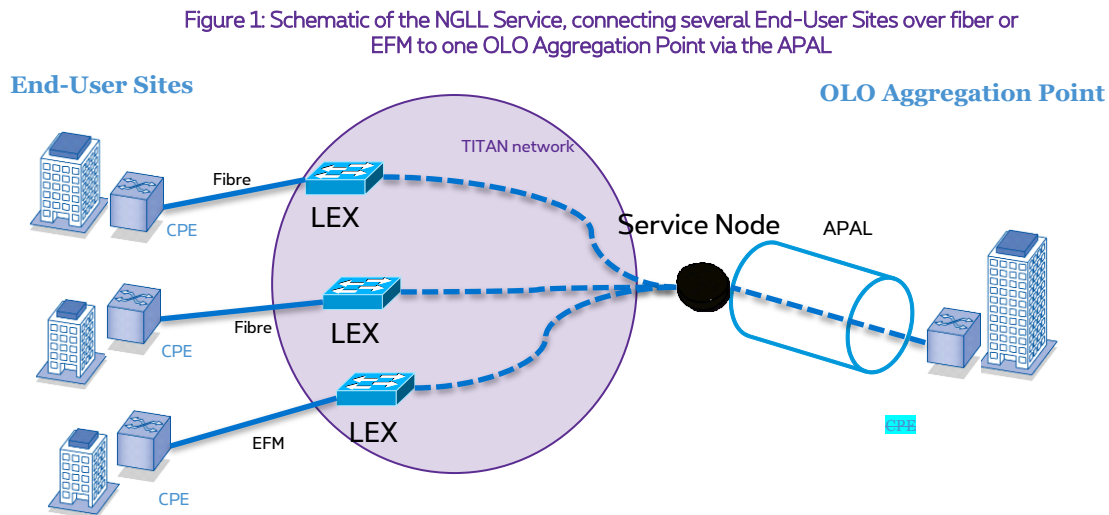 Figure 1: Schematic of the NGLL Service, connecting several End-User Sites over fiber or
EFM to one OLO Aggregation Point via the APAL
End-User Sites
OLO Aggregation Point
TITAN network
Fibre
LEX
CPE
Service Node
APAL
Fibre
LEX
CPE
CPE
LEX
EFM
CPE